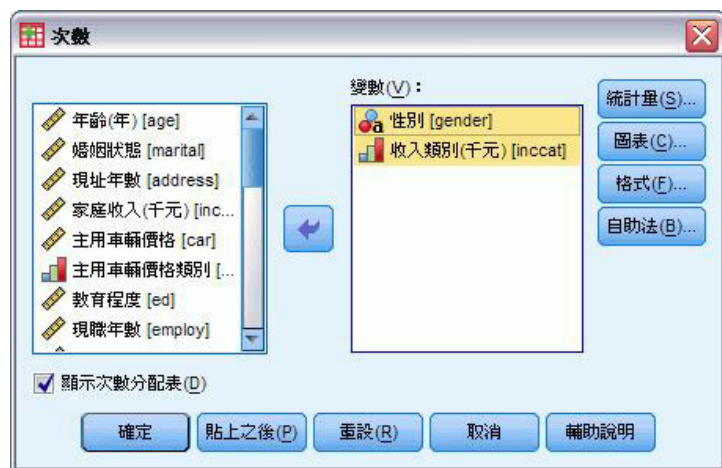 次數
年齡(年) [age]
婚姻狀態 [marital]
現址年數 [address]
家庭收入(千元) [inc...
主用車輛價格 [car]
主用車輛價格類別 [...
教育程度 [ed]
現職年數 [employ]
變數(V)：
性別 [gender]
收入類別(千元) [inccat]
統計量(S)...
圖表(C)...
格式(F)...
自助法(B)...
顯示次數分配表(D)
確定
貼上之後(P)
重設(R)
取消
輔助說明